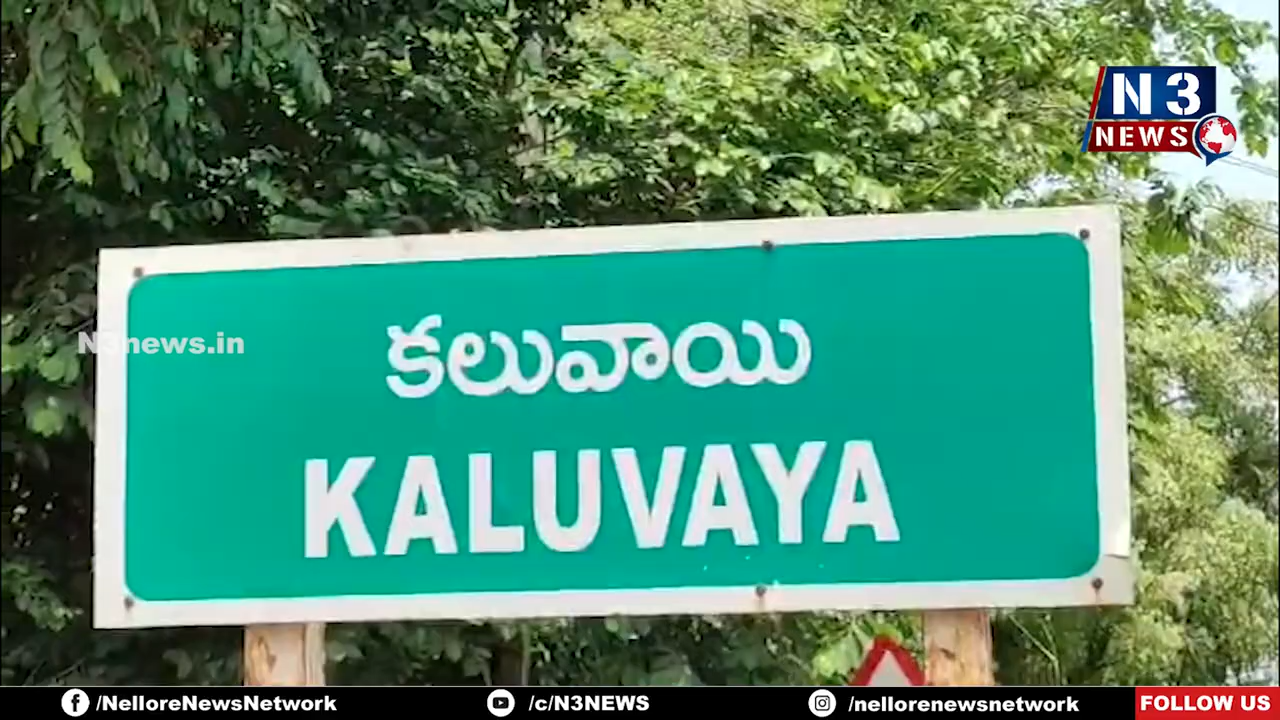 N3
NEWS
N3news.in
కలువాయి
KALUVAYA
/NelloreNewsNetwork
/c/N3NEWS
/nellorenewsnetwork
FOLLOW US